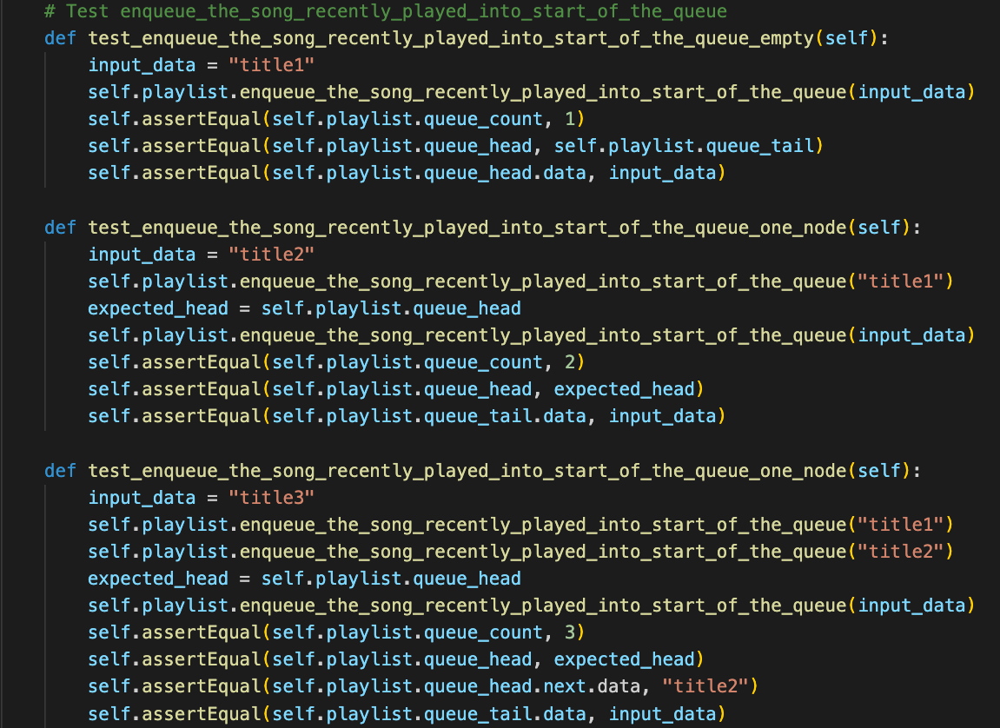 # Test enqueue_the_song_recently_played_into_start_of_the_queue
def test_enqueue_the_song_recently_played_into_start_of_the_queue_empty(self):
input_data = "title1"
self.playlist.enqueue_the_song_recently_played_into_start_of_the_queue(input_data)
self.assertEqual(self.playlist.queue_count, 1)
self.assertEqual(self.playlist.queue_head, self.playlist.queue_tail)
self.assertEqual(self.playlist.queue_head.data, input_data)
def test_enqueue_the_song_recently_played_into_start_of_the_queue_one_node(self):
input_data = "title2"
self.playlist.enqueue_the_song_recently_played_into_start_of_the_queue("title1")
expected_head = self.playlist.queue_head
self.playlist.enqueue_the_song_recently_played_into_start_of_the_queue(input_data)
self.assertEqual(self.playlist.queue_count, 2)
self.assertEqual(self.playlist.queue_head, expected_head)
self.assertEqual(self.playlist.queue_tail.data, input_data)
def test_enqueue_the_song_recently_played_into_start_of_the_queue_one_node(self):
input_data = "title3"
self.playlist.enqueue_the_song_recently_played_into_start_of_the_queue("title1")
self.playlist.enqueue_the_song_recently_played_into_start_of_the_queue("title2")
expected_head = self.playlist.queue_head
self.playlist.enqueue_the_song_recently_played_into_start_of_the_queue(input_data)
self.assertEqual(self.playlist.queue_count, 3)
self.assertEqual(self.playlist.queue_head, expected_head)
self.assertEqual(self.playlist.queue_head.next.data, "title2")
self.assertEqual(self.playlist.queue_tail.data, input_data)